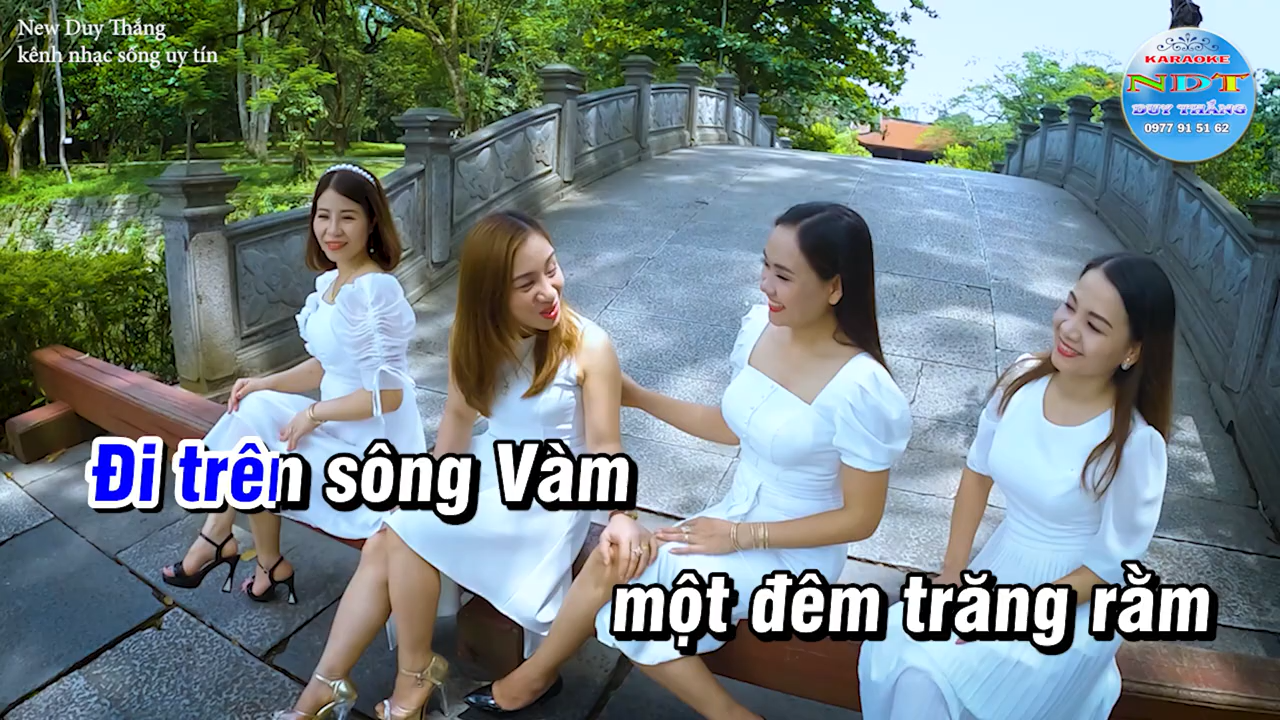 New Duy Thắng
kênh nhạc sống uy tín
KARAOKE
NDT
DUY THẮNG
0977 91 51 62
Đi trên sông Vàm
một đêm trăng rằm